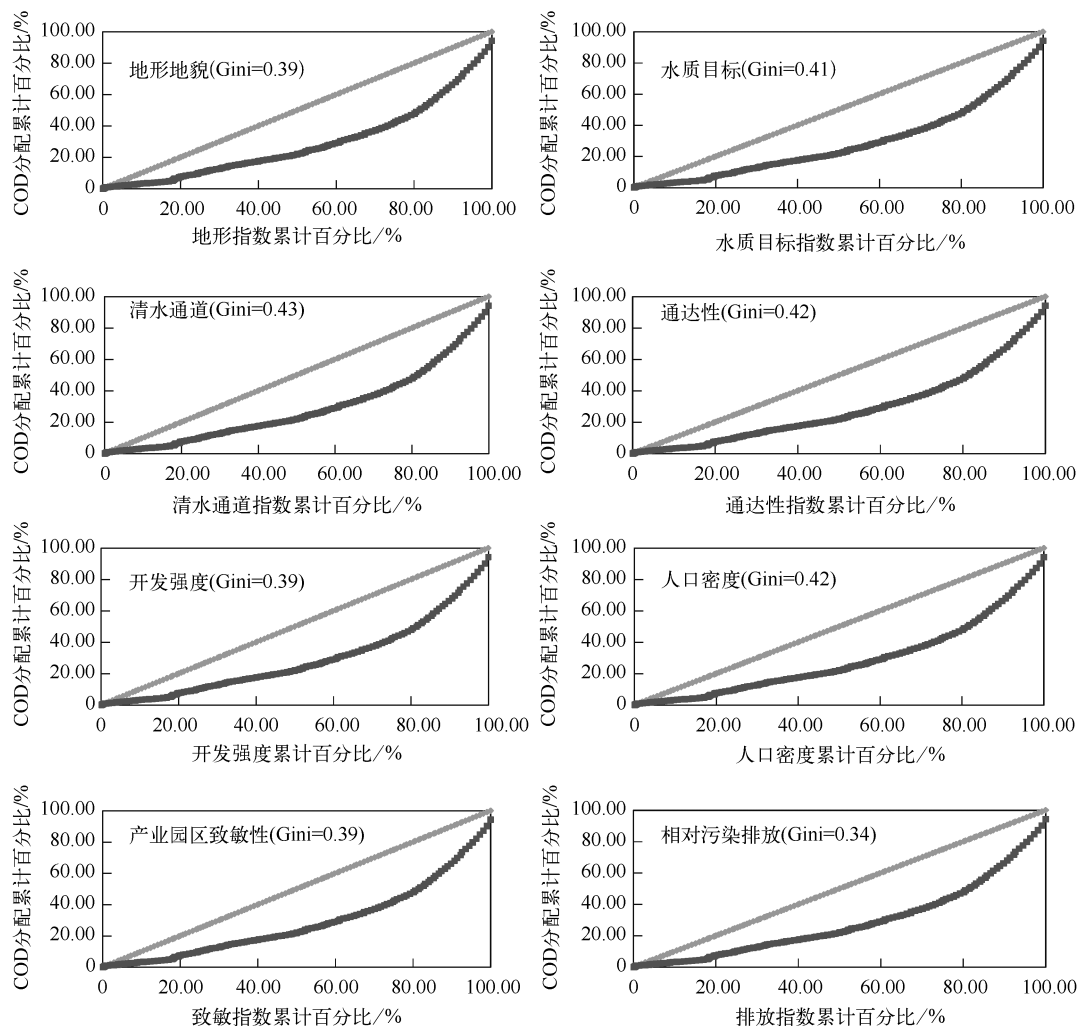 COD分配累计百分比/%
100.00
80.00
60.00
40.00
20.00
0
地形地貌(Gini=0.39)
0 20.00 40.00 60.00 80.00 100.00
地形指数累计百分比/%
COD分配累计百分比/%
100.00
80.00
60.00
40.00
20.00
0
水质目标(Gini=0.41)
0 20.00 40.00 60.00 80.00 100.00
水质目标指数累计百分比/%
COD分配累计百分比/%
100.00
80.00
60.00
40.00
20.00
0
清水通道(Gini=0.43)
0 20.00 40.00 60.00 80.00 100.00
清水通道指数累计百分比/%
COD分配累计百分比/%
100.00
80.00
60.00
40.00
20.00
0
通达性(Gini=0.42)
0 20.00 40.00 60.00 80.00 100.00
通达性指数累计百分比/%
COD分配累计百分比/%
100.00
80.00
60.00
40.00
20.00
0
开发强度(Gini=0.39)
0 20.00 40.00 60.00 80.00 100.00
开发强度累计百分比/%
COD分配累计百分比/%
100.00
80.00
60.00
40.00
20.00
0
人口密度(Gini=0.42)
0 20.00 40.00 60.00 80.00 100.00
人口密度累计百分比/%
COD分配累计百分比/%
100.00
80.00
60.00
40.00
20.00
0
产业园区致敏性(Gini=0.39)
0 20.00 40.00 60.00 80.00 100.00
致敏指数累计百分比/%
COD分配累计百分比/%
100.00
80.00
60.00
40.00
20.00
0
相对污染排放(Gini=0.34)
0 20.00 40.00 60.00 80.00 100.00
排放指数累计百分比/%